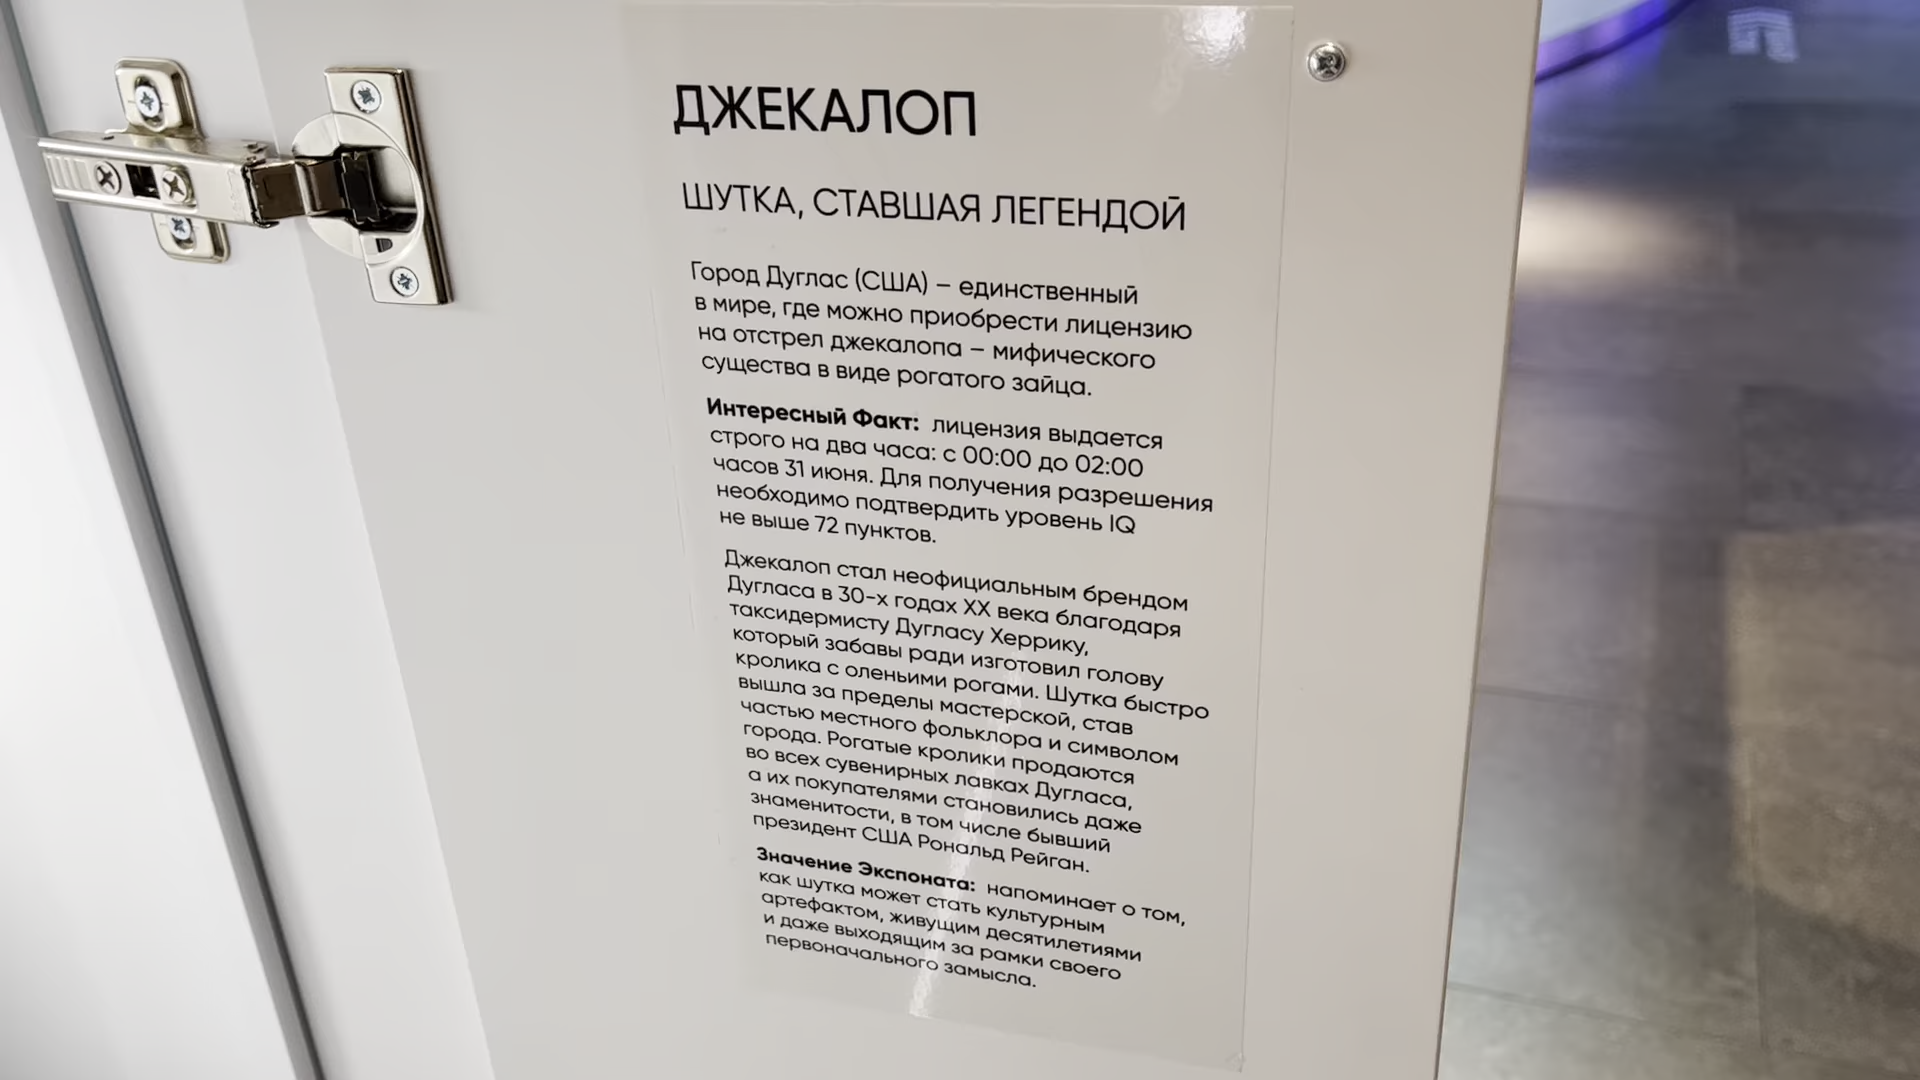 ДЖЕКАЛОП
ШУТКА, СТАВШАЯ ЛЕГЕНДОЙ
Город Дуглас (США) – единственный
в мире, где можно приобрести лицензию
на отстрел джекалопа – мифического
существа в виде рогатого зайца.
Интересный Факт: лицензия выдается
строго на два часа: с 00:00 до 02:00
часов 31 июня. Для получения разрешения
необходимо подтвердить уровень IQ
не выше 72 пунктов.
Джекалоп стал неофициальным брендом
Дугласа в 30-х годах XX века благодаря
таксидермисту Дугласу Херрику,
который забавы ради изготовил голову
кролика с оленьими рогами. Шутка быстро
вышла за пределы мастерской, став
частью местного фольклора и символом
города. Рогатые кролики продаются
во всех сувенирных лавках Дугласа,
а их покупателями становились даже
знаменитости, в том числе бывший
президент США Рональд Рейган.
Значение Экспоната: напоминает о том,
как шутка может стать культурным
артефактом, живущим десятилетиями
и даже выходящим за рамки своего
первоначального замысла.